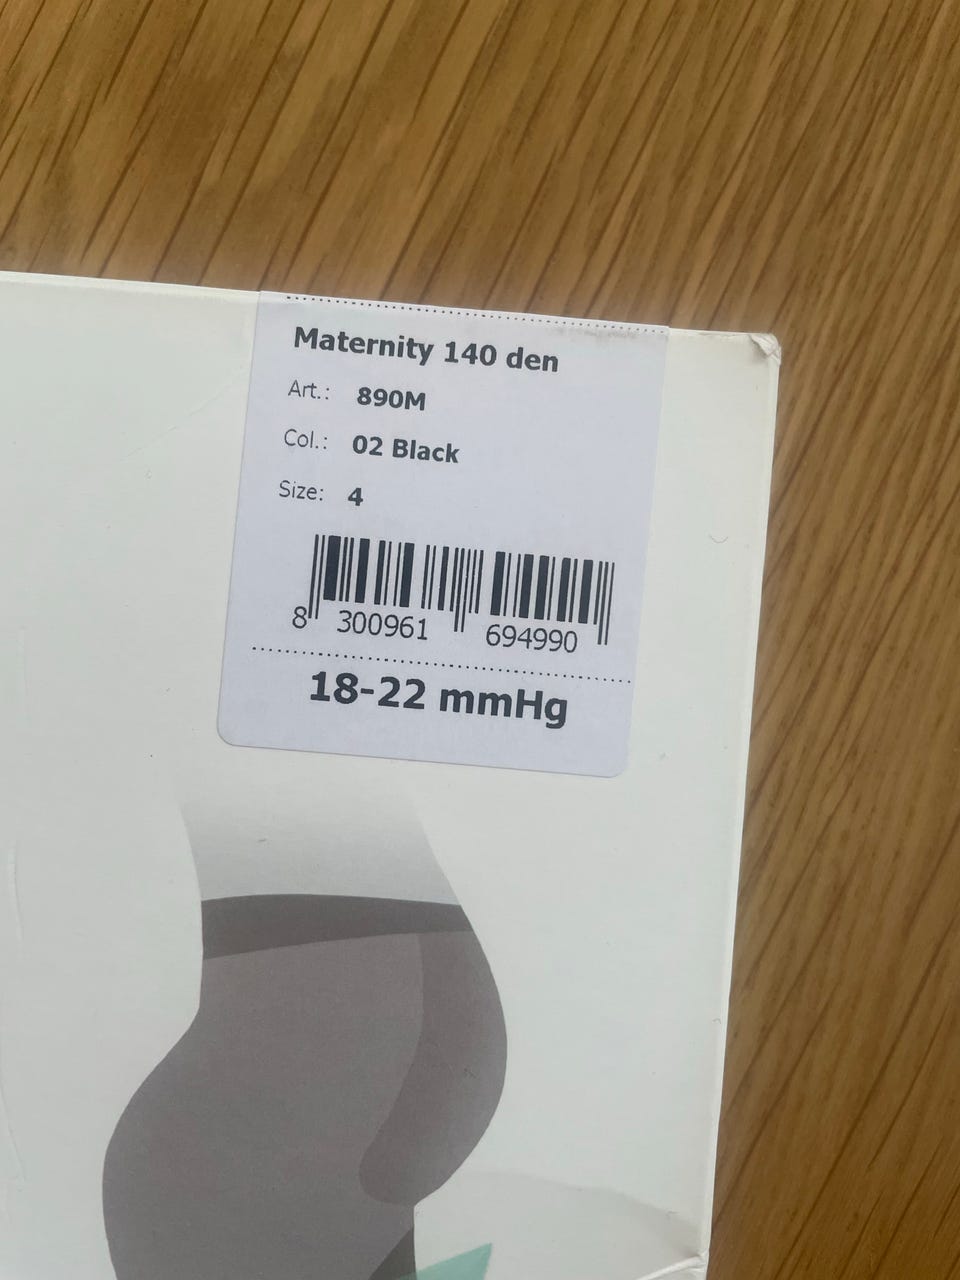 Maternity 140 den
Art.: 890M
Col.: 02 Black
Size: 4
8 300961 694990
18-22 mmHg